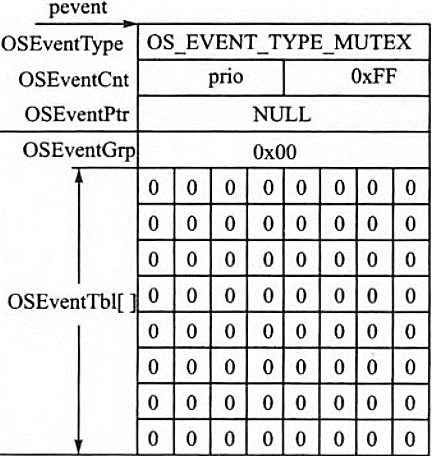 pevent
OSEventType OS_EVENT_TYPE_MUTEX
OSEventCnt prio 0xFF
OSEventPtr NULL
OSEventGrp 0x00
0 0 0 0 0 0 0 0
0 0 0 0 0 0 0 0
0 0 0 0 0 0 0 0
OSEventTbl[ ] 0 0 0 0 0 0 0 0
0 0 0 0 0 0 0 0
0 0 0 0 0 0 0 0
0 0 0 0 0 0 0 0
0 0 0 0 0 0 0 0